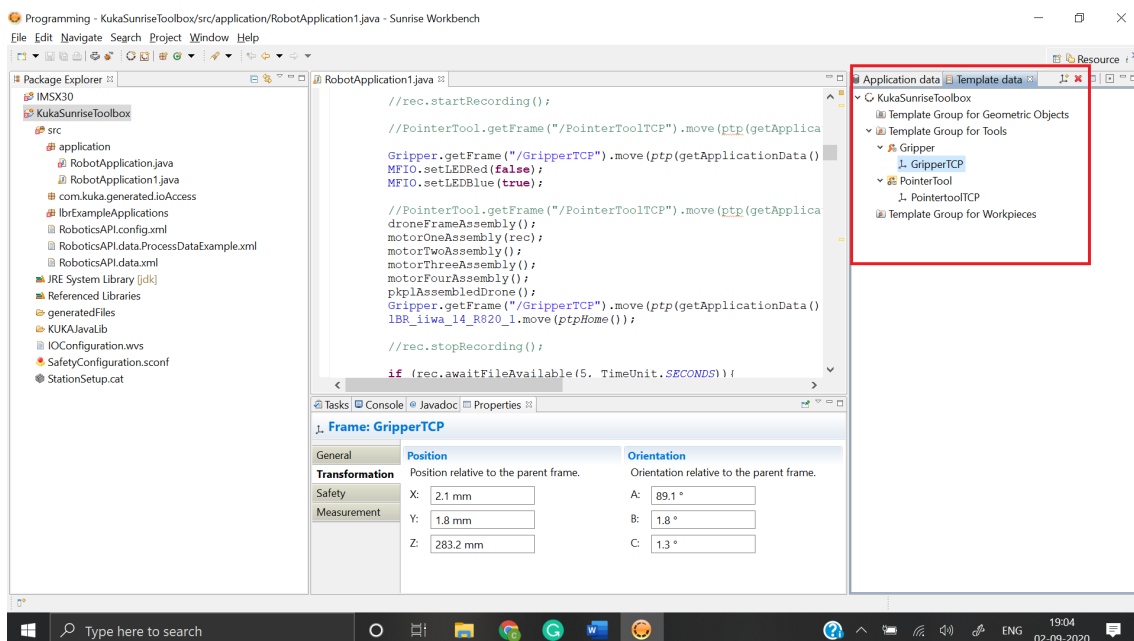 Programming - KukaSunriseToolbox/src/application/RobotApplication1.java - Sunrise Workbench
File Edit Navigate Search Project Window Help
Resource
Package Explorer
IMSX30
KukaSunriseToolbox
src
application
RobotApplication.java
RobotApplication1.java
com.kuka.generated.ioAccess
lbrExampleApplications
RoboticsAPI.config.xml
RoboticsAPI.data.ProcessDataExample.xml
RoboticsAPI.data.xml
JRE System Library [jdk]
Referenced Libraries
generatedFiles
KUKAJavaLib
IOConfiguration.wvs
SafetyConfiguration.sconf
StationSetup.cat
RobotApplication1.java
//rec.startRecording();
//PointerTool.getFrame("/PointerToolTCP").move(ptp(getApplica
Gripper.getFrame("/GripperTCP").move(ptp(getApplicationData()
MFIO.setLEDRed(false);
MFIO.setLEDBlue(true);
//PointerTool.getFrame("/PointerToolTCP").move(ptp(getApplica
droneFrameAssembly();
motorOneAssembly(rec);
motorTwoAssembly();
motorThreeAssembly();
motorFourAssembly();
pkplAssembledDrone();
Gripper.getFrame("/GripperTCP").move(ptp(getApplicationData()
lBR_iiwa_14_R820_1.move(ptpHome());
//rec.stopRecording();
if (rec.awaitFileAvailable(5, TimeUnit.SECONDS)){
Tasks Console Javadoc Properties
Frame: GripperTCP
General
Transformation
Safety
Measurement
Position
Position relative to the parent frame.
X: 2.1 mm
Y: 1.8 mm
Z: 283.2 mm
Orientation
Orientation relative to the parent frame.
A: 89.1 °
B: 1.8 °
C: 1.3 °
Application data Template data
KukaSunriseToolbox
Template Group for Geometric Objects
Template Group for Tools
Gripper
GripperTCP
PointerTool
PointertoolTCP
Template Group for Workpieces
Type here to search
ENG
19:04
02-09-2020